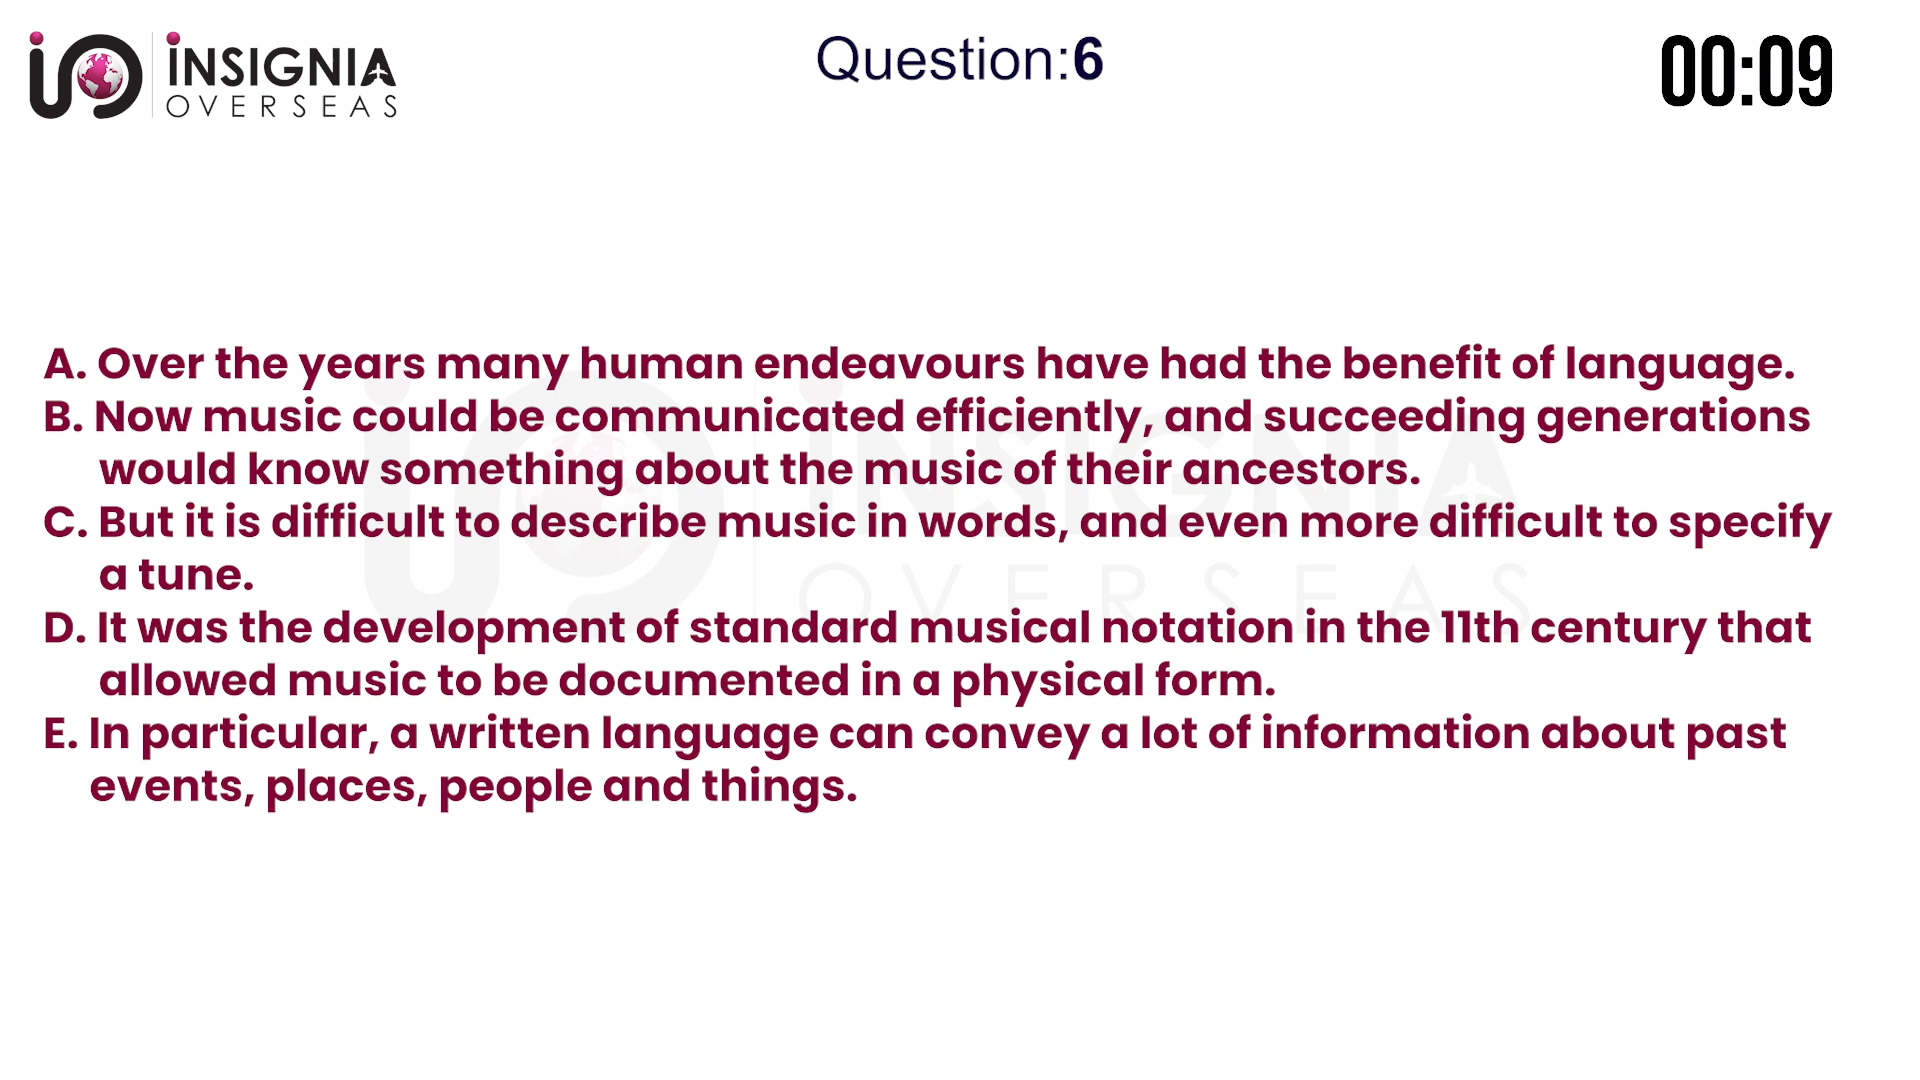 INSIGNIA
OVERSEAS
Question:6
00:09
A. Over the years many human endeavours have had the benefit of language.
B. Now music could be communicated efficiently, and succeeding generations
would know something about the music of their ancestors.
C. But it is difficult to describe music in words, and even more difficult to specify
a tune.
D. It was the development of standard musical notation in the 11th century that
allowed music to be documented in a physical form.
E. In particular, a written language can convey a lot of information about past
events, places, people and things.
INSIGNIA
OVERSEAS